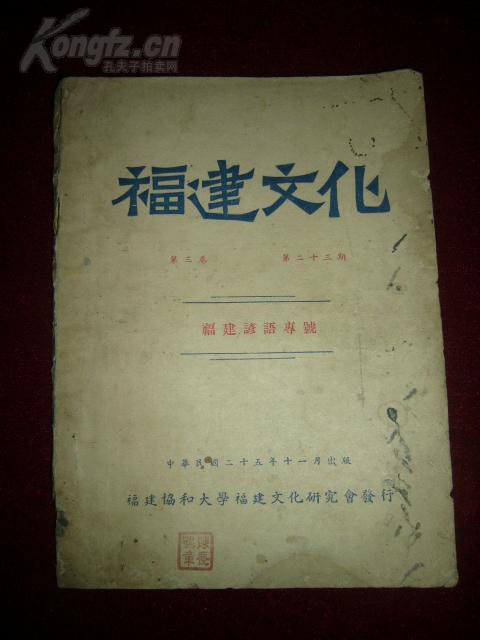 Kongfz.cn
孔夫子拍卖网
福建文化
第三卷 第二十三期
福建諺語專號
中華民國二十五年十一月出版
福建協和大學福建文化研究會發行